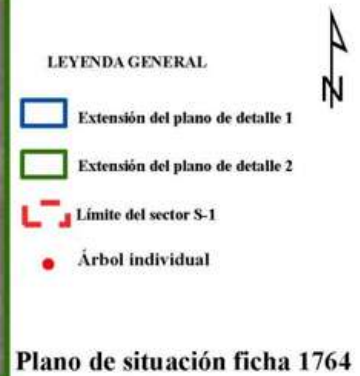 N
LEYENDA GENERAL
Extensión del plano de detalle 1
Extensión del plano de detalle 2
Límite del sector S-1
Árbol individual
Plano de situación ficha 1764